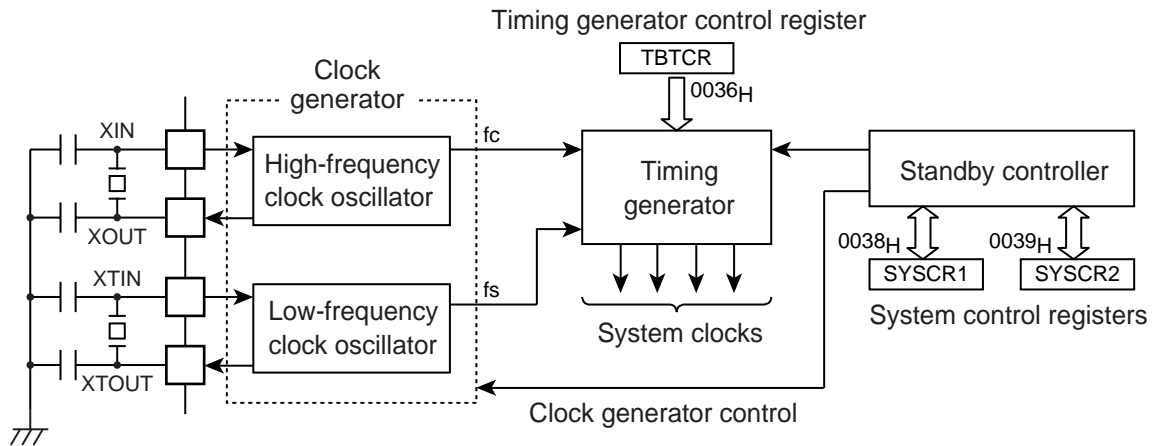 Timing generator control register
TBTCR
0036H
Clock
generator
XIN
High-frequency
clock oscillator
fc
Timing
generator
Standby controller
XOUT
0038H
0039H
SYSCR1
SYSCR2
XTIN
Low-frequency
clock oscillator
fs
System clocks
System control registers
XTOUT
Clock generator control